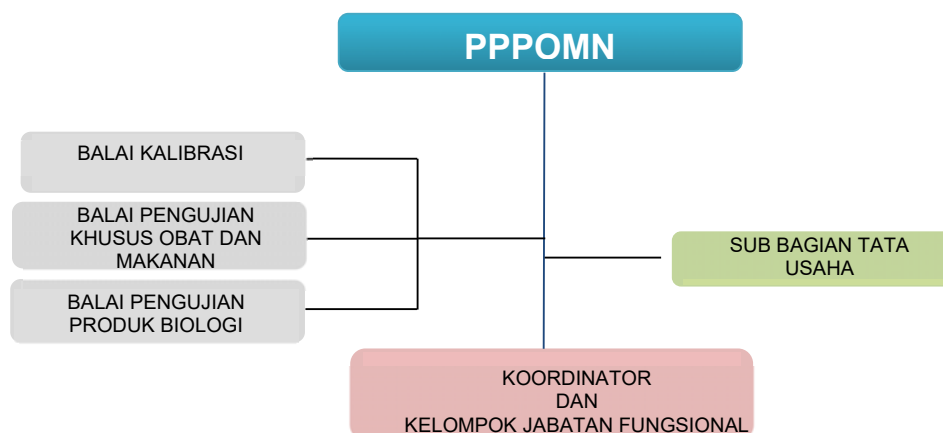 PPPOMN
BALAI KALIBRASI
BALAI PENGUJIAN
KHUSUS OBAT DAN
MAKANAN
BALAI PENGUJIAN
PRODUK BIOLOGI
SUB BAGIAN TATA
USAHA
KOORDINATOR
DAN
KELOMPOK JABATAN FUNGSIONAL